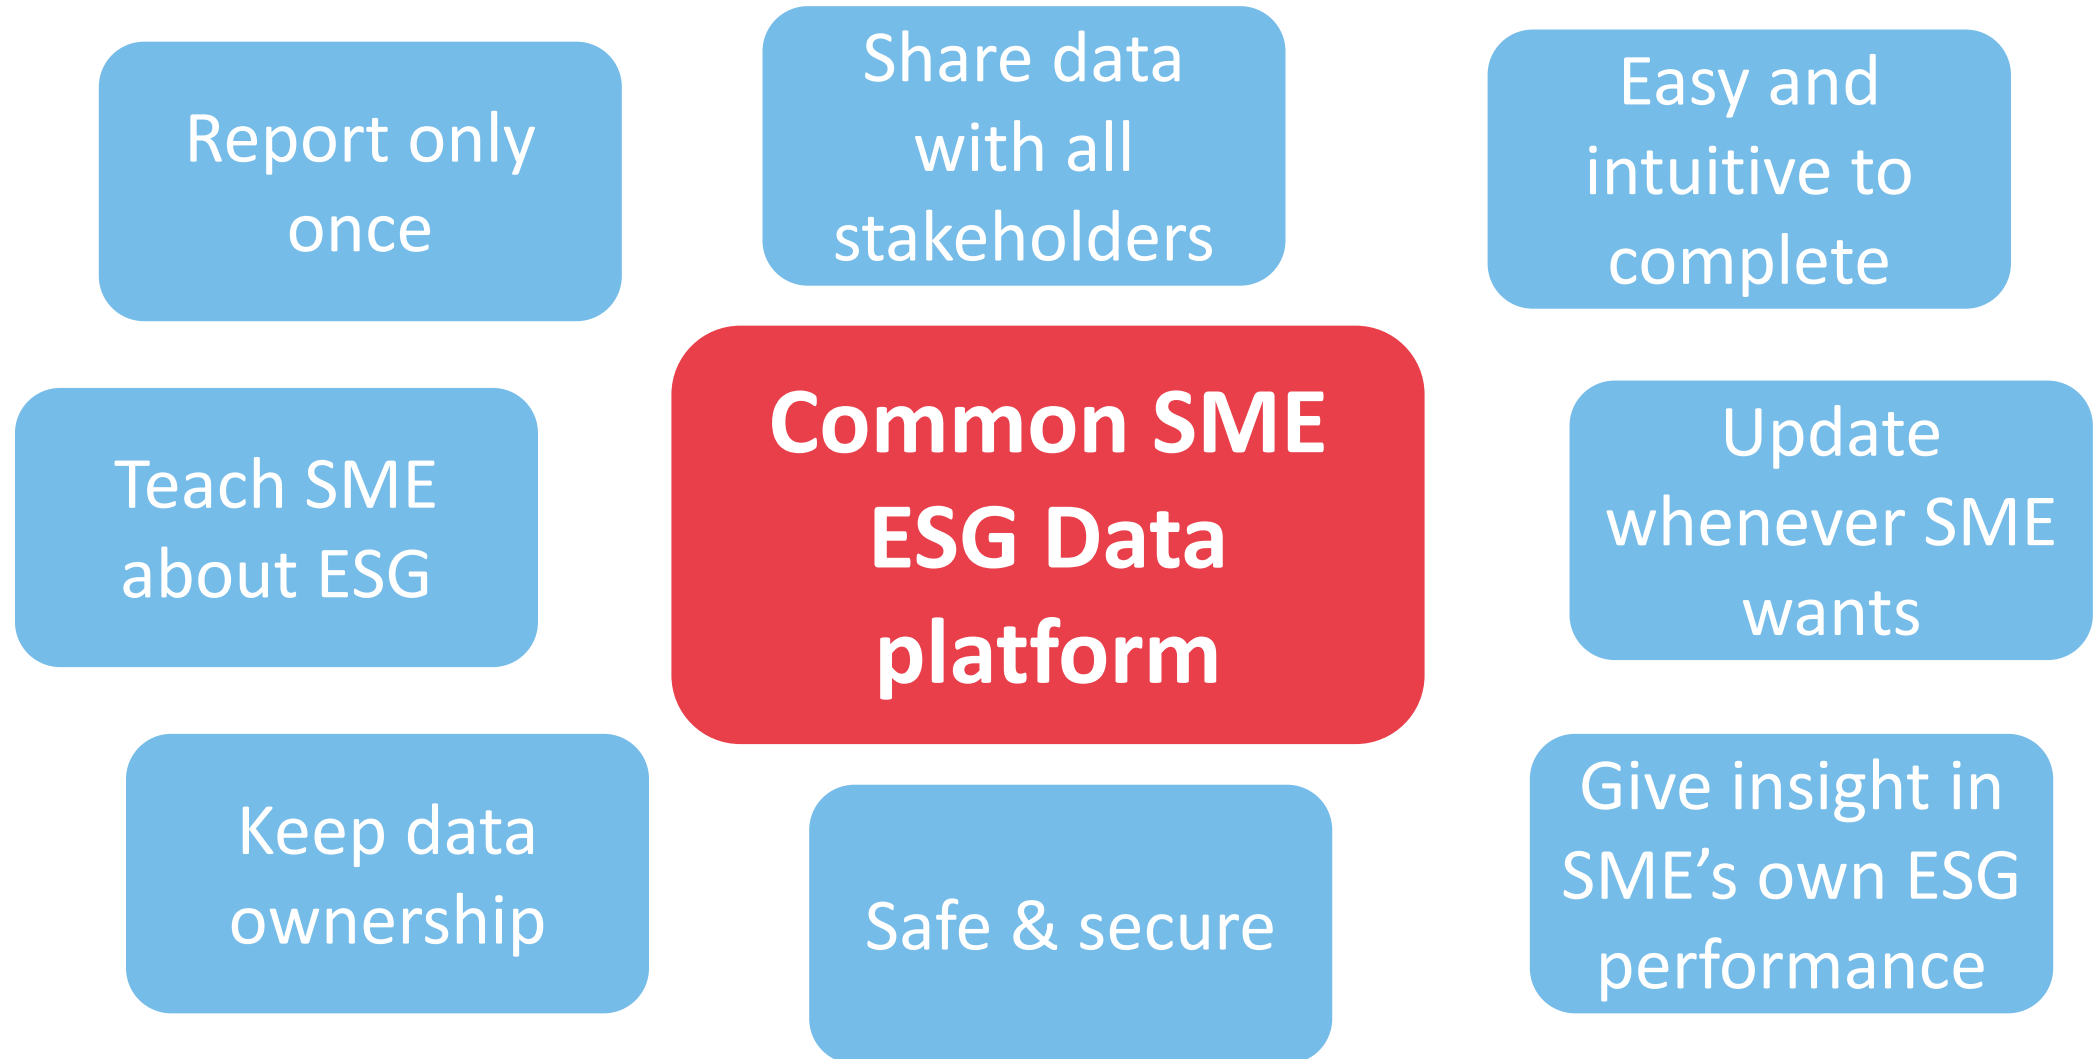 Report only
once
Share data
with all
stakeholders
Easy and
intuitive to
complete
Teach SME
about ESG
Common SME
ESG Data
platform
Update
whenever SME
wants
Keep data
ownership
Safe & secure
Give insight in
SME’s own ESG
performance